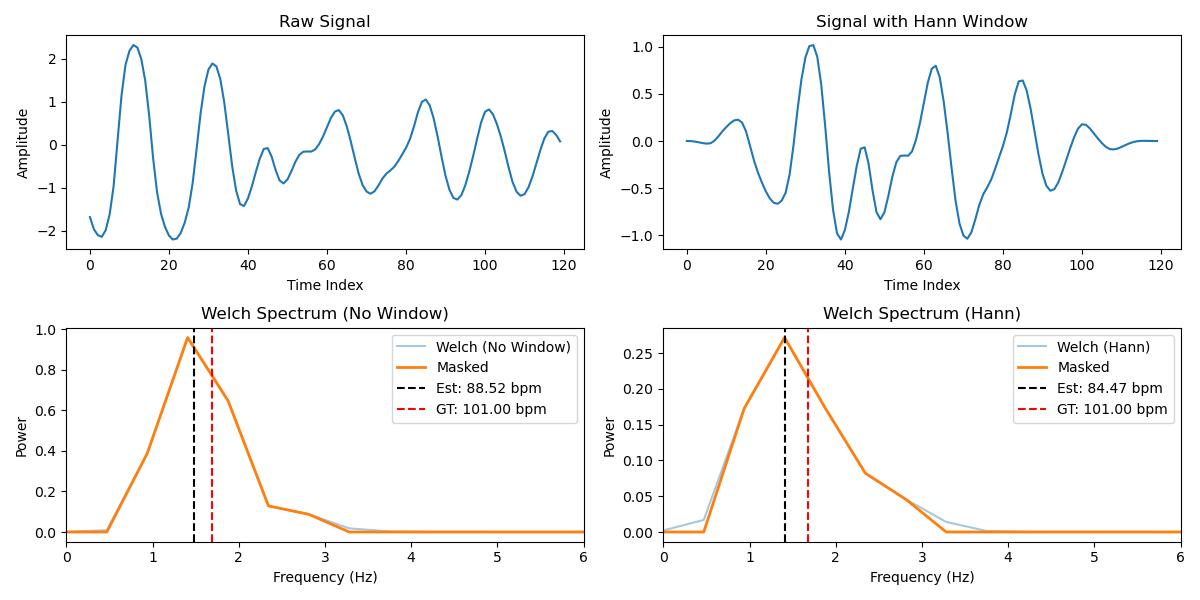 Raw Signal
Amplitude
2
1
0
−1
−2
0
20
40
60
80
100
120
Time Index
Signal with Hann Window
Amplitude
1.0
0.5
0.0
−0.5
−1.0
0
20
40
60
80
100
120
Time Index
Welch Spectrum (No Window)
Power
1.0
0.8
0.6
0.4
0.2
0.0
Welch (No Window)
Masked
Est: 88.52 bpm
GT: 101.00 bpm
0
1
2
3
4
5
6
Frequency (Hz)
Welch Spectrum (Hann)
Power
0.25
0.20
0.15
0.10
0.05
0.00
Welch (Hann)
Masked
Est: 84.47 bpm
GT: 101.00 bpm
0
1
2
3
4
5
6
Frequency (Hz)